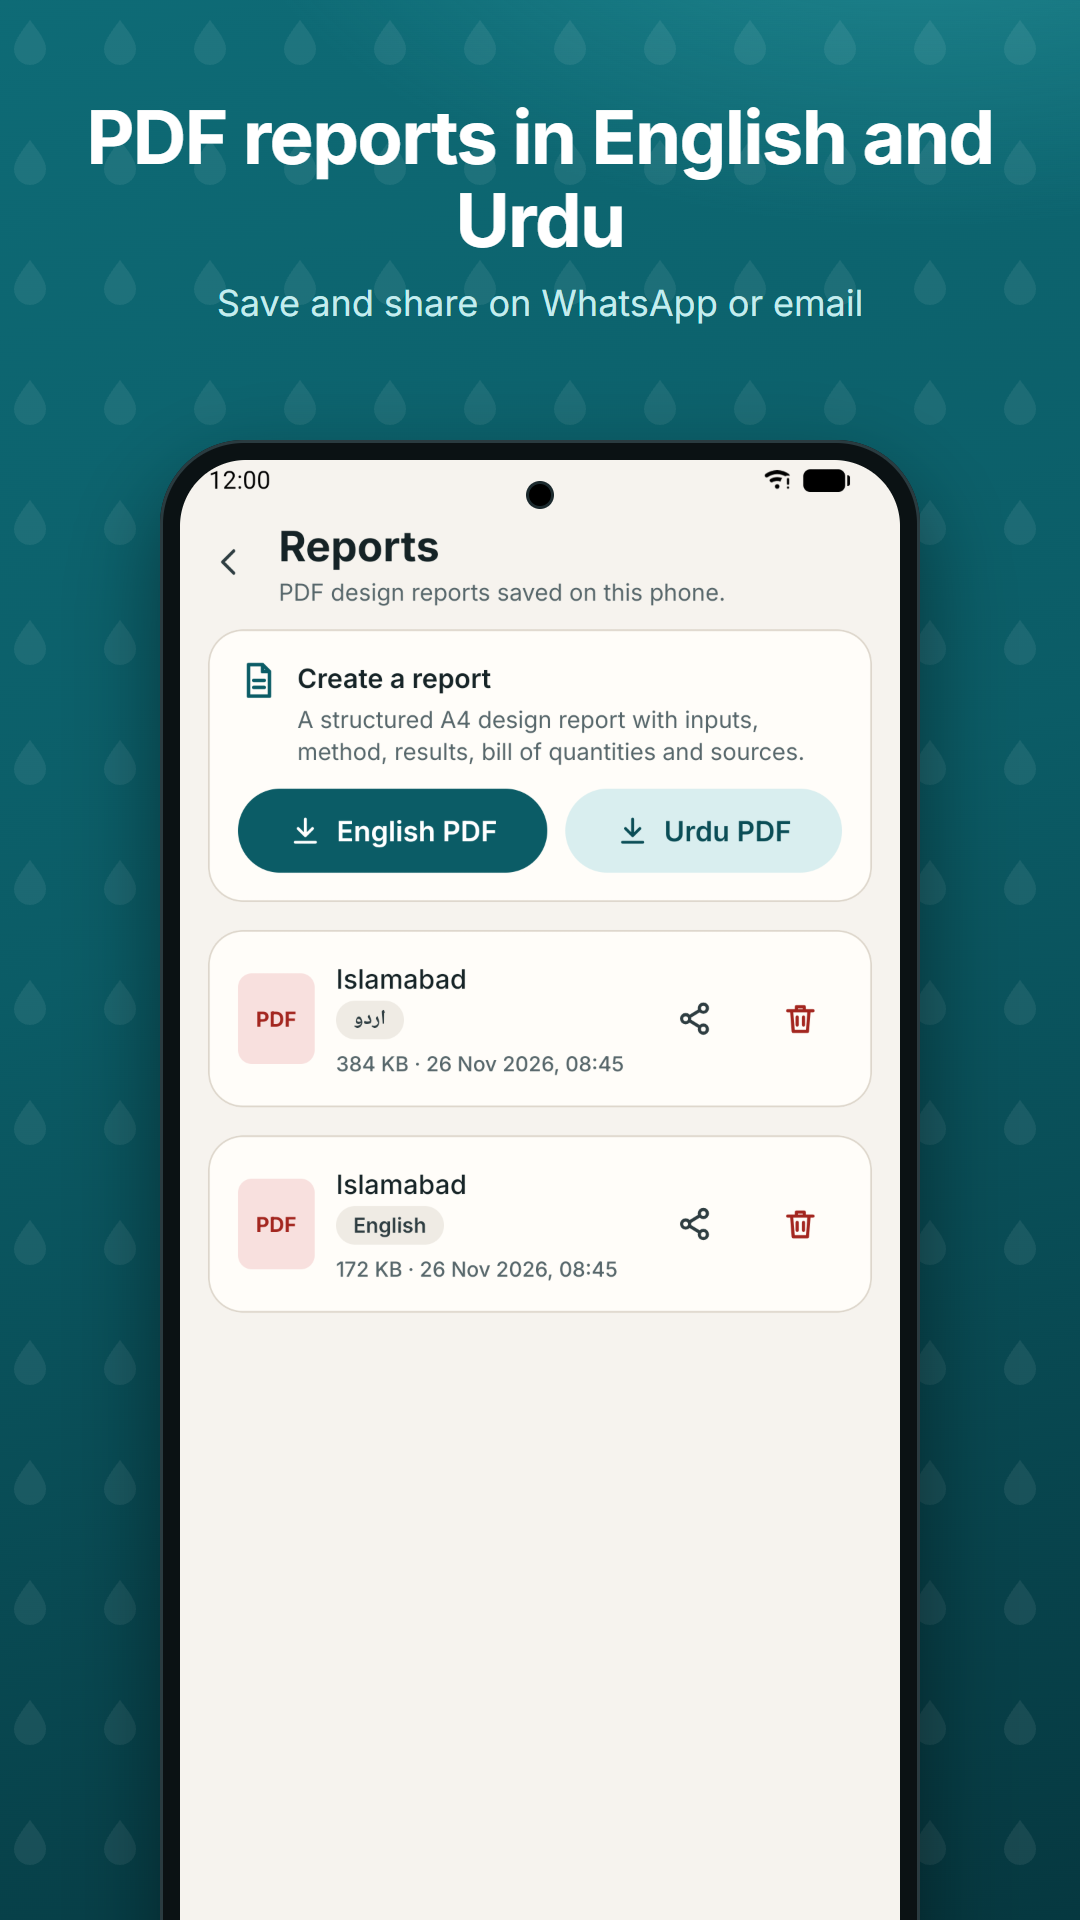 PDF reports in English and
Urdu
Save and share on WhatsApp or email
12:00
Reports
PDF design reports saved on this phone.
Create a report
A structured A4 design report with inputs,
method, results, bill of quantities and sources.
English PDF
Urdu PDF
PDF
Islamabad
اردو
384 KB · 26 Nov 2026, 08:45
PDF
Islamabad
English
172 KB · 26 Nov 2026, 08:45